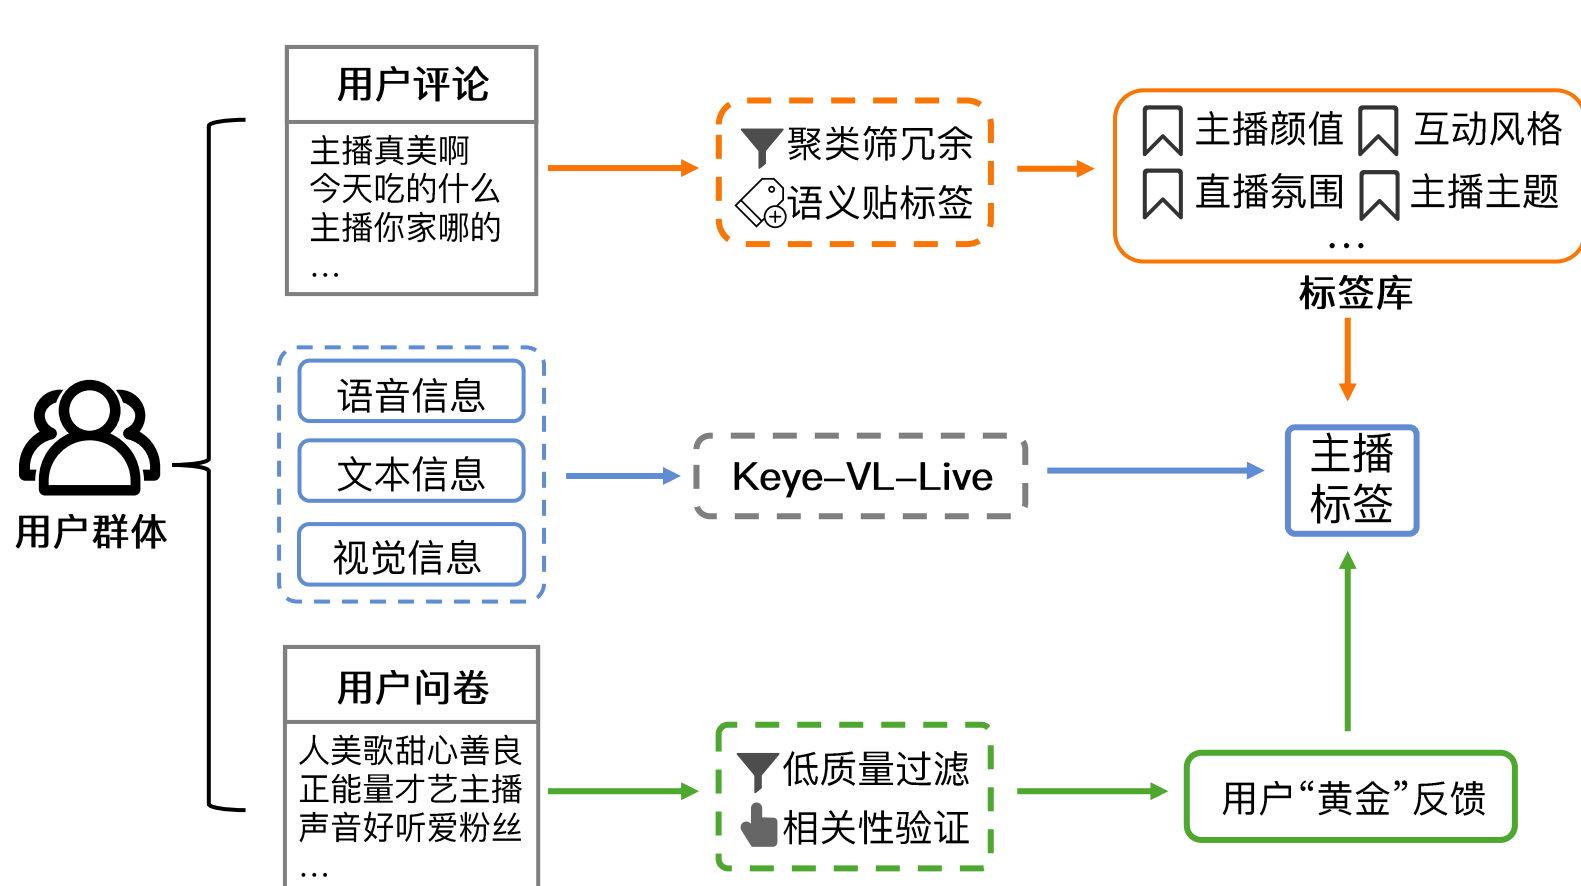 用户群体
用户评论
主播真美啊
今天吃的什么
主播你家哪的
...
聚类筛冗余
语义贴标签
主播颜值 互动风格
直播氛围 主播主题
...
标签库
语音信息
文本信息
视觉信息
Keye-VL-Live
主播
标签
用户问卷
人美歌甜心善良
正能量才艺主播
声音好听爱粉丝
...
低质量过滤
相关性验证
用户“黄金”反馈